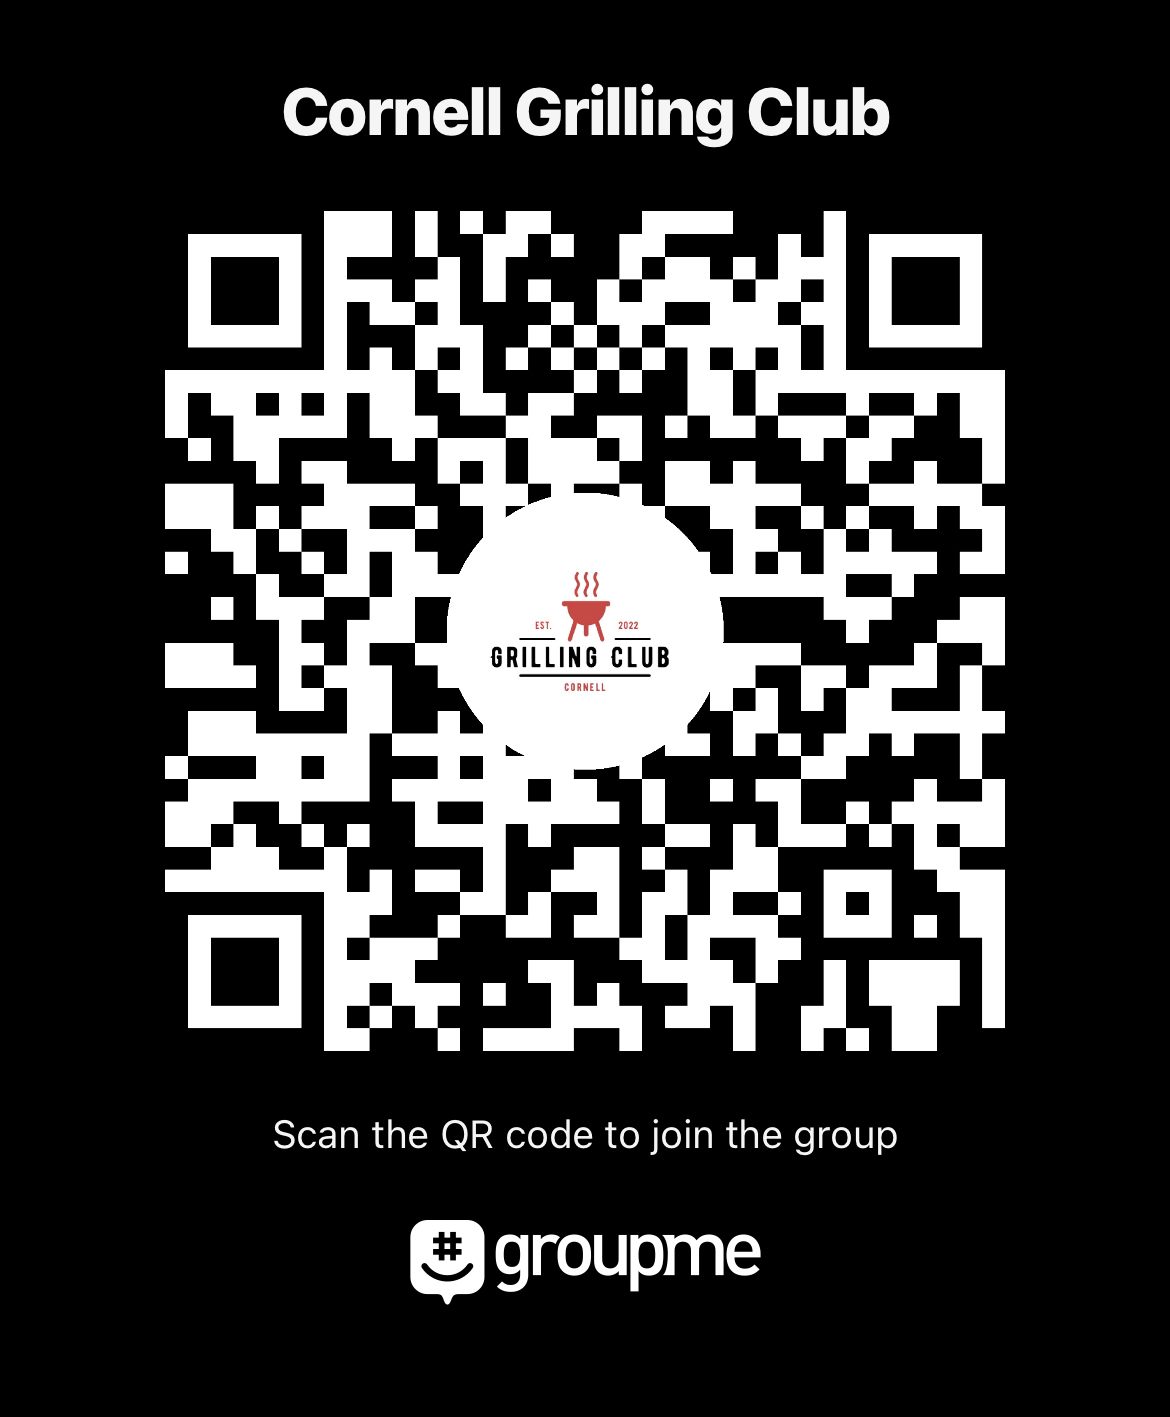 Cornell Grilling Club
EST. 2022
GRILLING CLUB
CORNELL
Scan the QR code to join the group
groupme